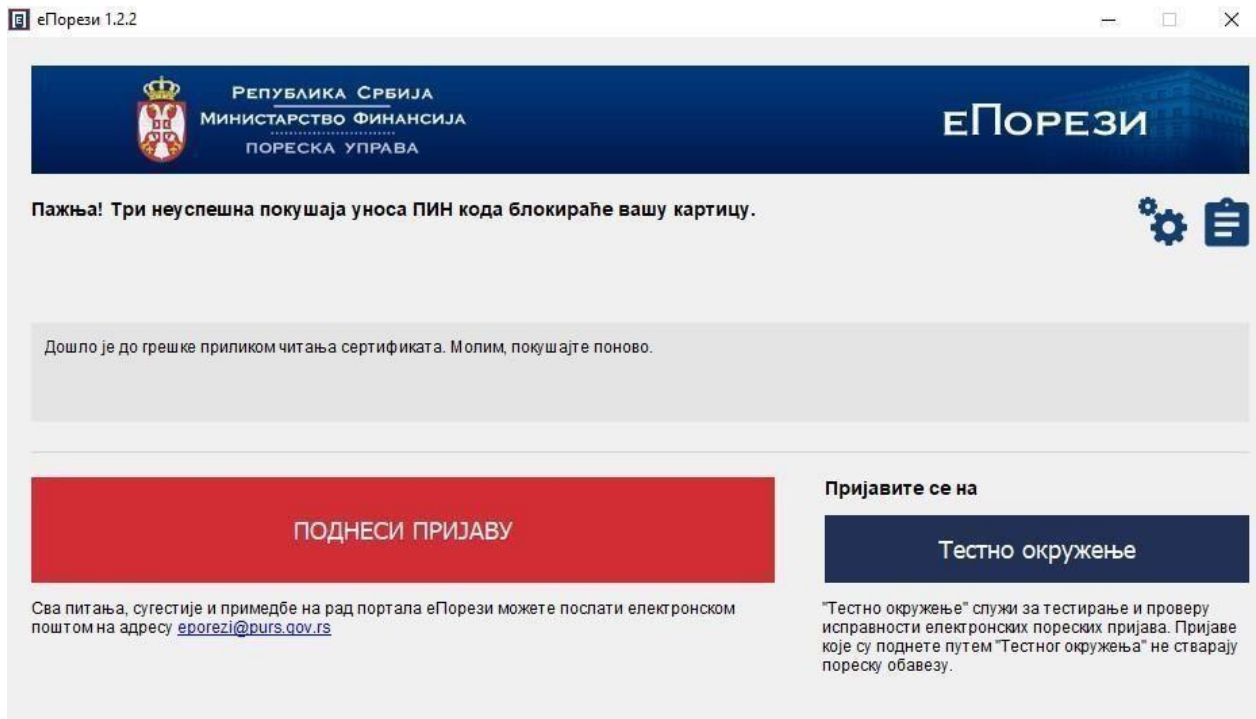 еПорези 1.2.2
Република Србија
Министарство Финансија
ПОРЕСКА УПРАВА
еПорези
Пажња! Три неуспешна покушаја уноса ПИН кода блокираће вашу картицу.
Дошло је до грешке приликом читања сертификата. Молим, покушајте поново.
ПОДНЕСИ ПРИЈАВУ
Сва питања, сугестије и примедбе на рад портала еПорези можете послати електронском
поштом на адресу eporezi@purs.gov.rs
Пријавите се на
Тестно окружење
"Тестно окружење" служи за тестирање и проверу
исправности електронских пореских пријава. Пријаве
које су поднете путем "Тестног окружења" не стварају
пореску обавезу.